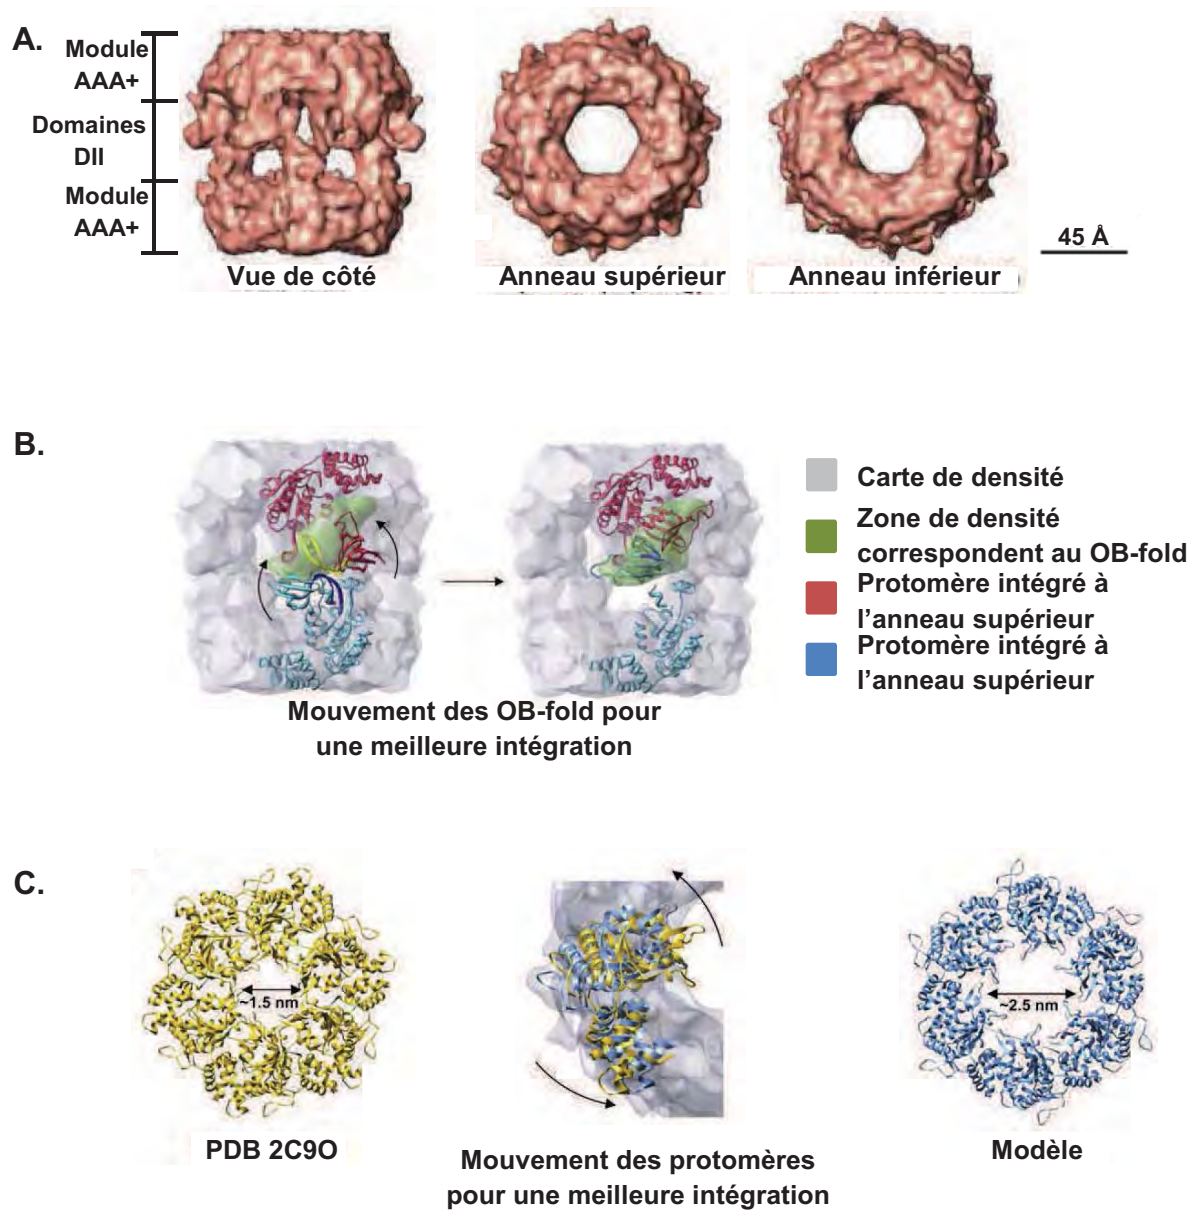 A.
Module
AAA+
Domaines
DII
Module
AAA+
Vue de côté
Anneau supérieur
Anneau inférieur
45 Å
B.
Carte de densité
Zone de densité
correspondent au OB-fold
Protomère intégré à
l’anneau supérieur
Protomère intégré à
l’anneau supérieur
Mouvement des OB-fold pour
une meilleure intégration
C.
~1.5 nm
~2.5 nm
PDB 2C9O
Mouvement des protomères
pour une meilleure intégration
Modèle